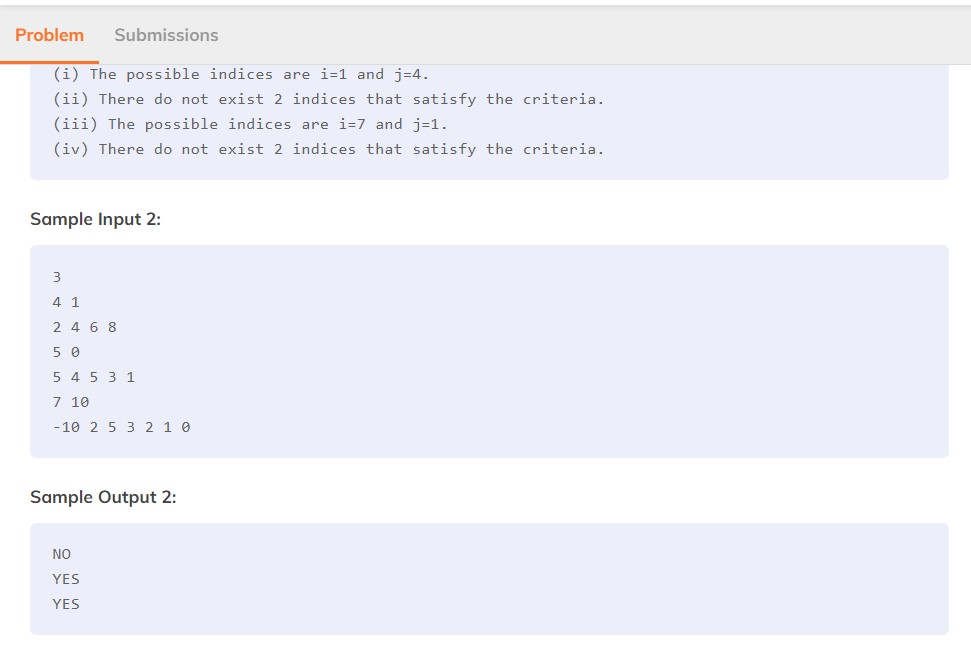 Problem Submissions
(i) The possible indices are i=1 and j=4.
(ii) There do not exist 2 indices that satisfy the criteria.
(iii) The possible indices are i=7 and j=1.
(iv) There do not exist 2 indices that satisfy the criteria.
Sample Input 2:
3
4 1
2 4 6 8
5 0
5 4 5 3 1
7 10
-10 2 5 3 2 1 0
Sample Output 2:
NO
YES
YES